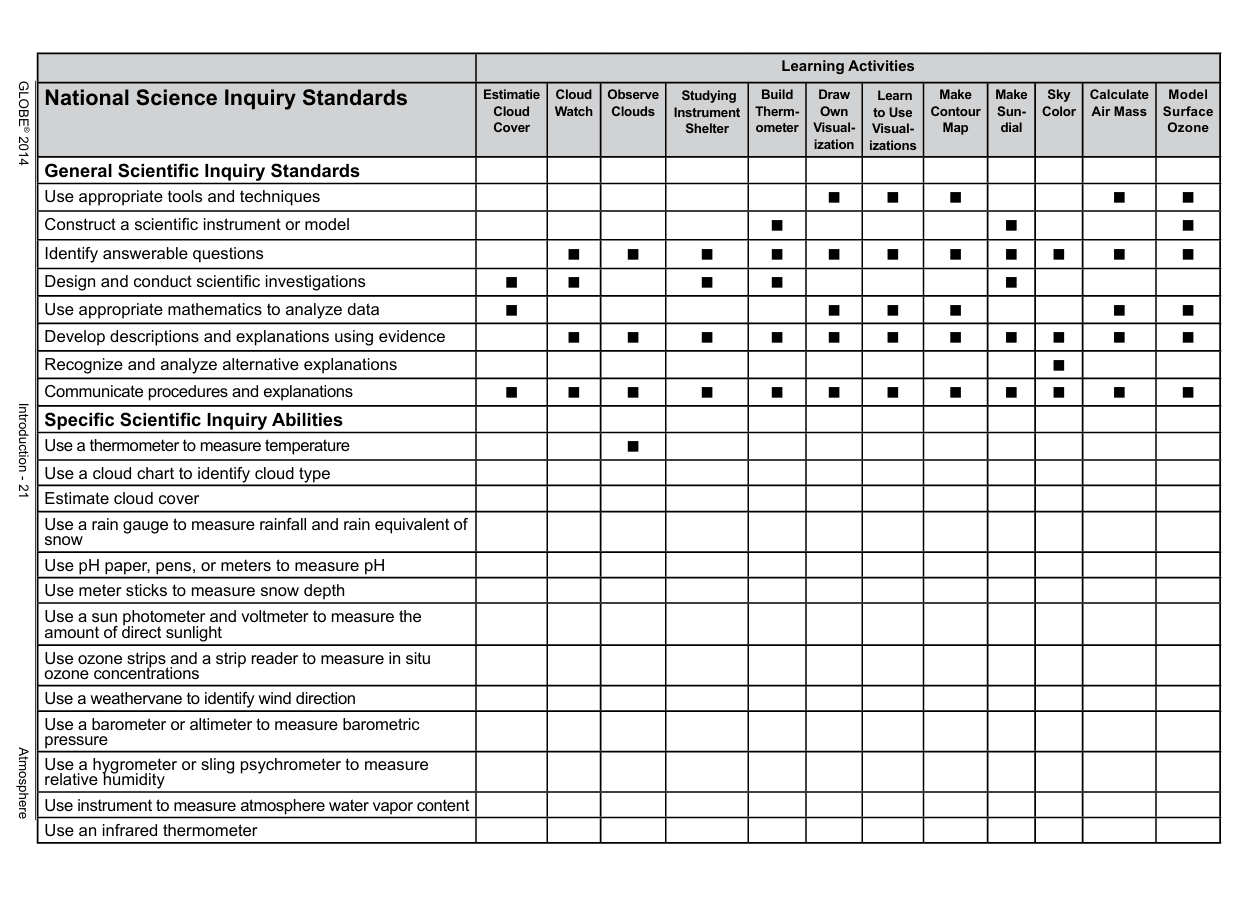 Learning Activities
National Science Inquiry Standards
Estimatie
Cloud
Cover
Cloud
Watch
Observe
Clouds
Studying
Instrument
Shelter
Build
Therm-
ometer
Draw
Own
Visual-
ization
Learn
to Use
Visual-
izations
Make
Contour
Map
Make
Sun-
dial
Sky
Color
Calculate
Air Mass
Model
Surface
Ozone
General Scientific Inquiry Standards
Use appropriate tools and techniques
Construct a scientific instrument or model
Identify answerable questions
Design and conduct scientific investigations
Use appropriate mathematics to analyze data
Develop descriptions and explanations using evidence
Recognize and analyze alternative explanations
Communicate procedures and explanations
Specific Scientific Inquiry Abilities
Use a thermometer to measure temperature
Use a cloud chart to identify cloud type
Estimate cloud cover
Use a rain gauge to measure rainfall and rain equivalent of
snow
Use pH paper, pens, or meters to measure pH
Use meter sticks to measure snow depth
Use a sun photometer and voltmeter to measure the
amount of direct sunlight
Use ozone strips and a strip reader to measure in situ
ozone concentrations
Use a weathervane to identify wind direction
Use a barometer or altimeter to measure barometric
pressure
Use a hygrometer or sling psychrometer to measure
relative humidity
Use instrument to measure atmosphere water vapor content
Use an infrared thermometer
GLOBE® 2014
Introduction - 21
Atmosphere